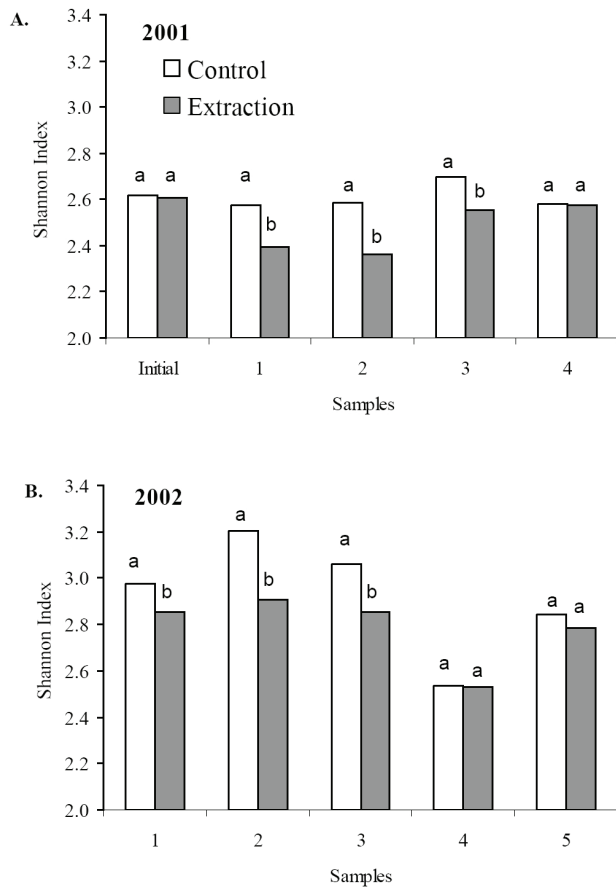 A.
2001
Control
Extraction
Shannon Index
3.4
3.2
3.0
2.8
2.6
2.4
2.2
2.0
a a a b a b a b a a
Initial 1 2 3 4
Samples
B.
2002
Shannon Index
3.4
3.2
3.0
2.8
2.6
2.4
2.2
2.0
a b a b a b a a a a
1 2 3 4 5
Samples